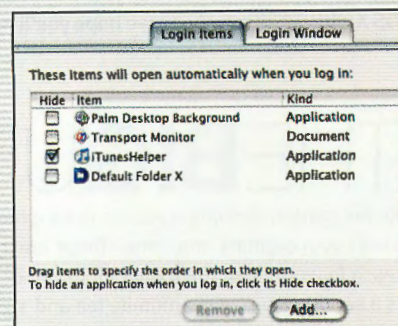 Login Items Login Window
These items will open automatically when you log in:
Hide Item Kind
Palm Desktop Background Application
Transport Monitor Document
iTunesHelper Application
Default Folder X Application
Drag items to specify the order in which they open.
To hide an application when you log in, click its Hide checkbox.
Remove Add...